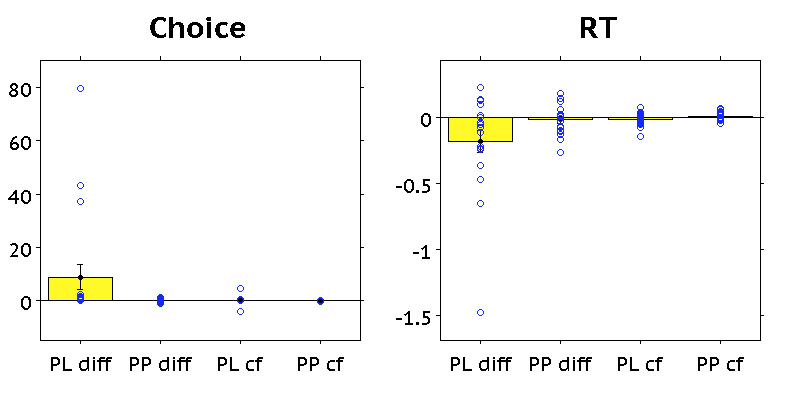 Choice
80
60
40
20
0
PL diff PP diff PL cf PP cf
RT
0
-0.5
-1
-1.5
PL diff PP diff PL cf PP cf